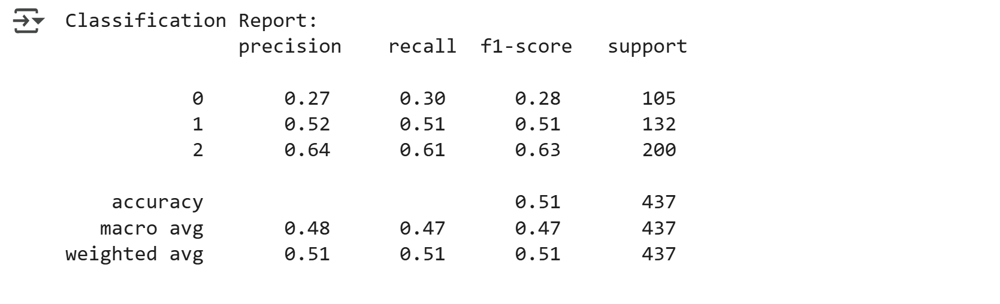 Classification Report:
precision recall f1-score support
0 0.27 0.30 0.28 105
1 0.52 0.51 0.51 132
2 0.64 0.61 0.63 200
accuracy 0.51 437
macro avg 0.48 0.47 0.47 437
weighted avg 0.51 0.51 0.51 437